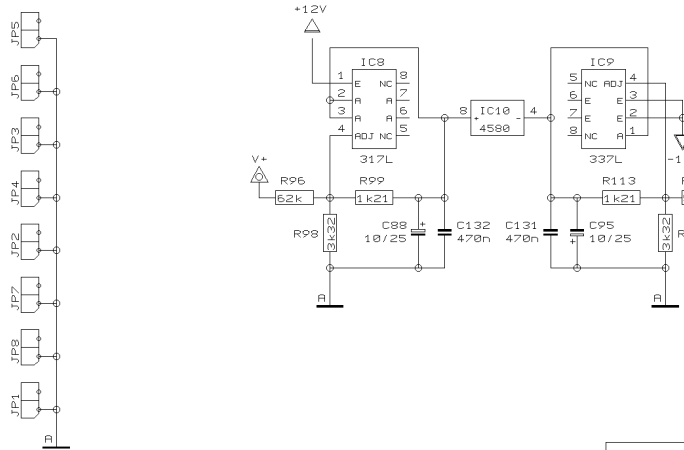 +12V
JP5
JP6
JP3
JP4
JP2
JP7
JP8
JP1
A
IC8
1 E NC 8
2 A 7
3 A A 6
4 ADJ NC 5
317L
8 + IC10 - 4
4580
IC9
5 NC ADJ 4
6 E E 3
7 E E 2
8 NC A 1
337L
-1
V+
R96
62k
R99
1k21
R98
3k32
C88
10/25
+
C132
470n
C131
470n
C95
10/25
+
R113
1k21
3k32
R
A
A